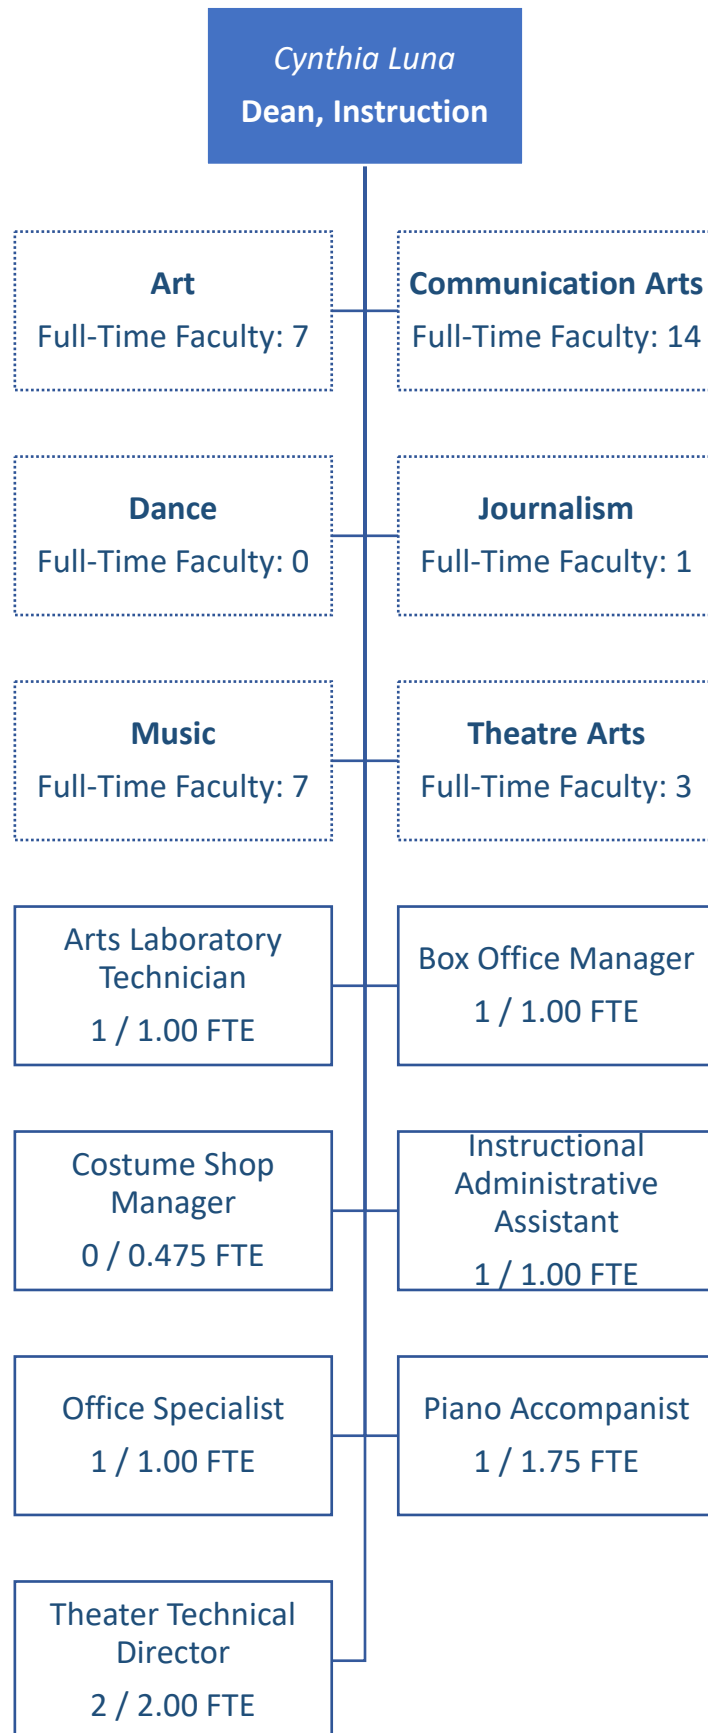 Cynthia Luna
Dean, Instruction
Art
Full-Time Faculty: 7
Communication Arts
Full-Time Faculty: 14
Dance
Full-Time Faculty: 0
Journalism
Full-Time Faculty: 1
Music
Full-Time Faculty: 7
Theatre Arts
Full-Time Faculty: 3
Arts Laboratory
Technician
1 / 1.00 FTE
Box Office Manager
1 / 1.00 FTE
Costume Shop
Manager
0 / 0.475 FTE
Instructional
Administrative
Assistant
1 / 1.00 FTE
Office Specialist
1 / 1.00 FTE
Piano Accompanist
1 / 1.75 FTE
Theater Technical
Director
2 / 2.00 FTE